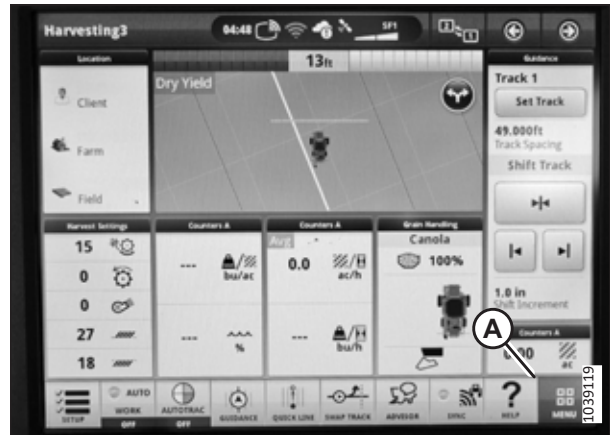 Harvesting3
04:48
SF1
2
1
Location
Client
Farm
Field
13ft
Dry Yield
Guidance
Track 1
Set Track
49.000ft
Track Spacing
Shift Track
1.0 in
Shift Increment
Harvest Settings
15
0
0
27
18
Counters A
---
bu/ac
---
%
Counters A
Avg
0.0
ac/h
---
bu/h
Grain Handling
Canola
100%
Counters A
ac
A
SETUP
AUTO
WORK
OFF
AUTOTRAC
OFF
GUIDANCE
QUICK LINE
SWAP TRACK
ADVISOR
SYNC
?
HELP
MENU
1039119